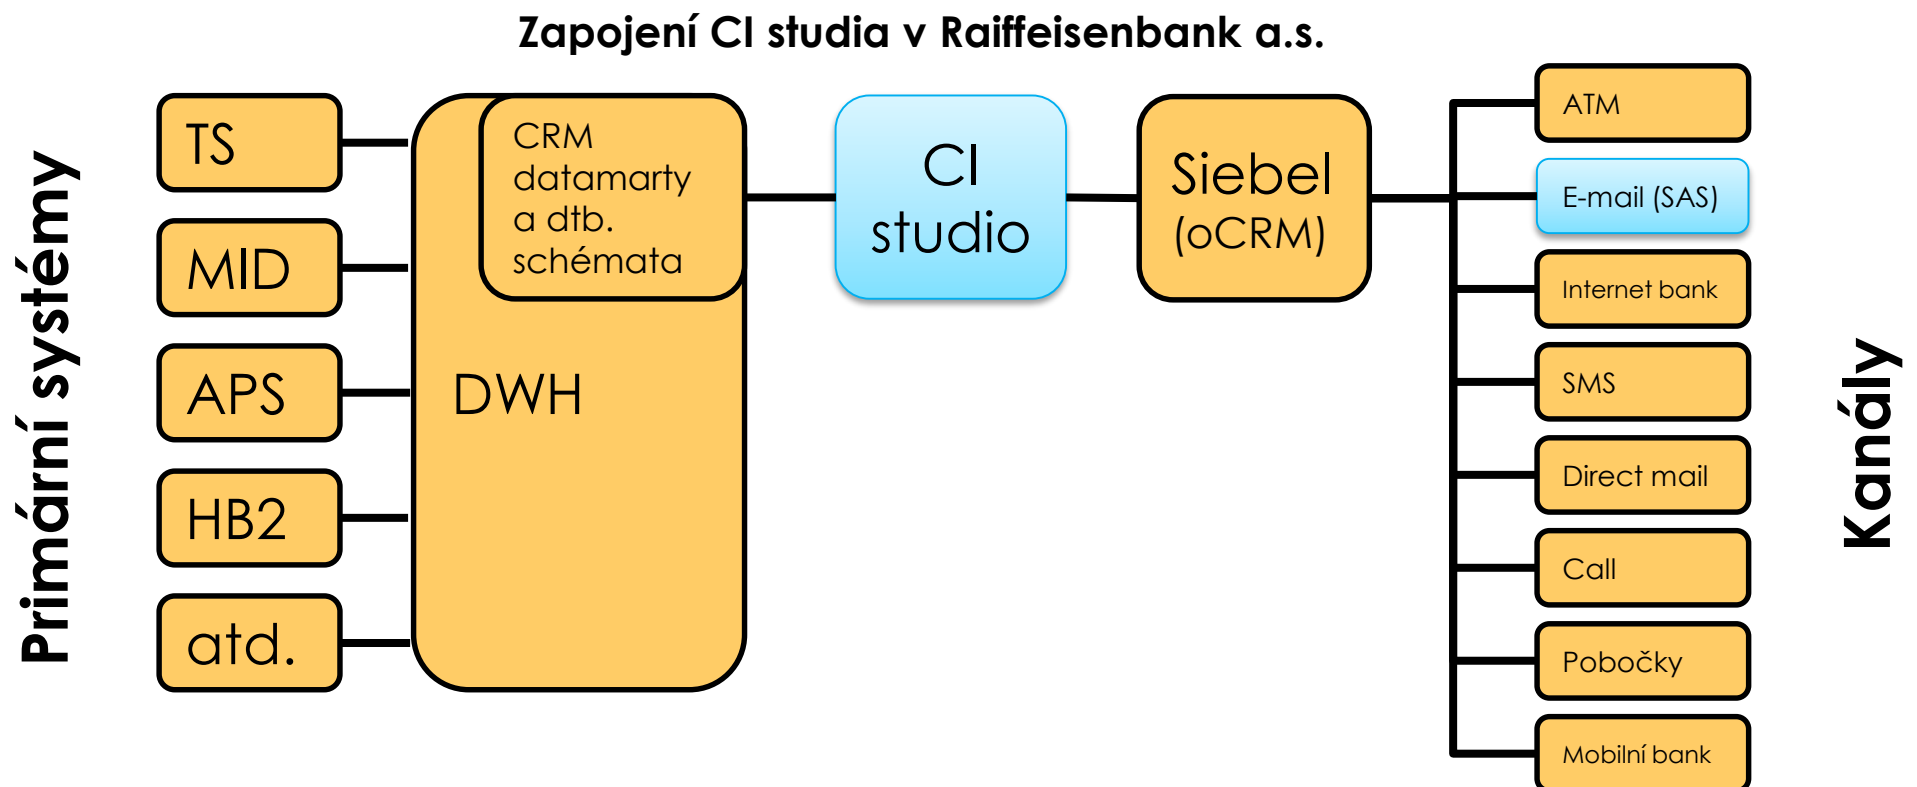 Zapojení CI studia v Raiffeisenbank a.s.
Primární systémy
TS
MID
APS
HB2
atd.
CRM
datamarty
a dtb.
schémata
DWH
CI
studio
Siebel
(oCRM)
ATM
E-mail (SAS)
Internet bank
SMS
Direct mail
Call
Pobočky
Mobilní bank
Kanály